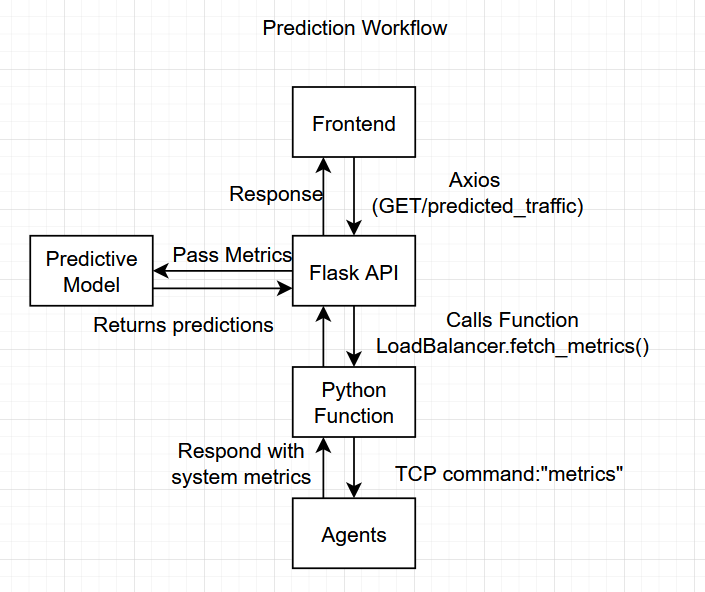 Prediction Workflow
Frontend
Response
Axios
(GET/predicted_traffic)
Predictive
Model
Pass Metrics
Flask API
Returns predictions
Calls Function
LoadBalancer.fetch_metrics()
Python
Function
Respond with
system metrics
TCP command:"metrics"
Agents